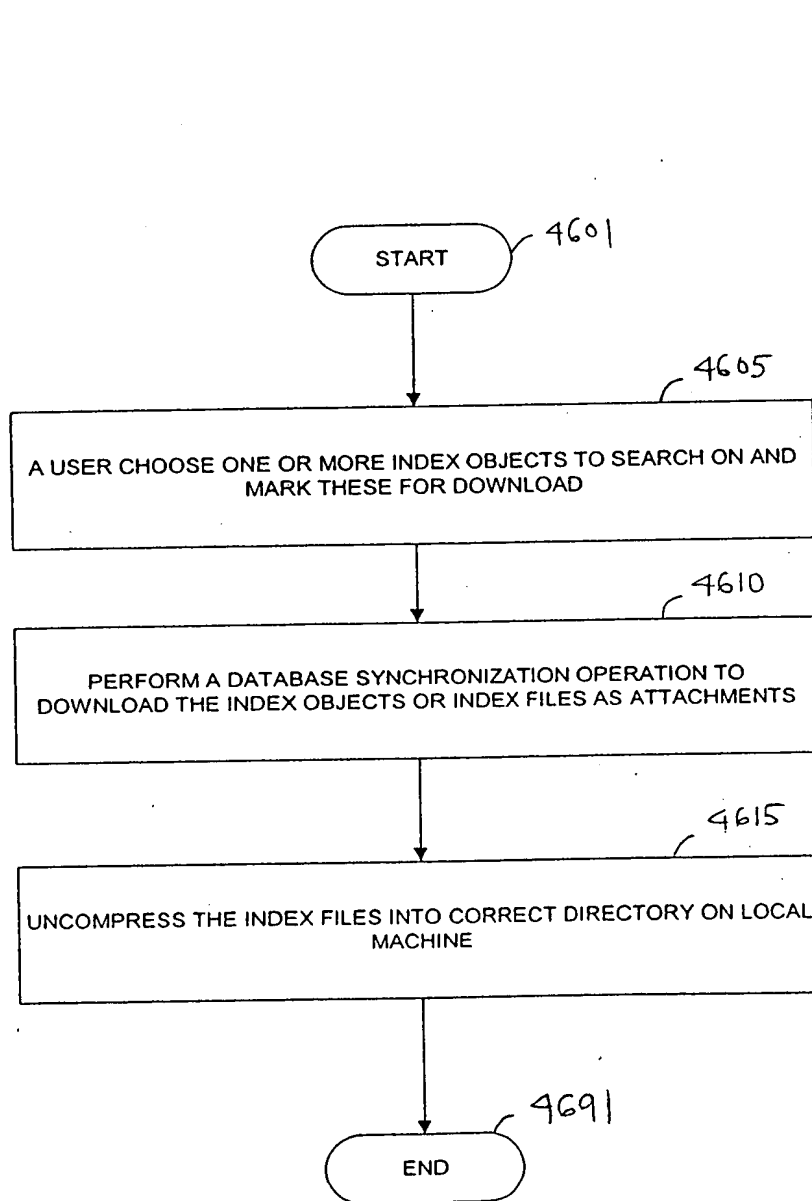 START
4601
4605
A USER CHOOSE ONE OR MORE INDEX OBJECTS TO SEARCH ON AND
MARK THESE FOR DOWNLOAD
4610
PERFORM A DATABASE SYNCHRONIZATION OPERATION TO
DOWNLOAD THE INDEX OBJECTS OR INDEX FILES AS ATTACHMENTS
4615
UNCOMPRESS THE INDEX FILES INTO CORRECT DIRECTORY ON LOCAL
MACHINE
4691
END